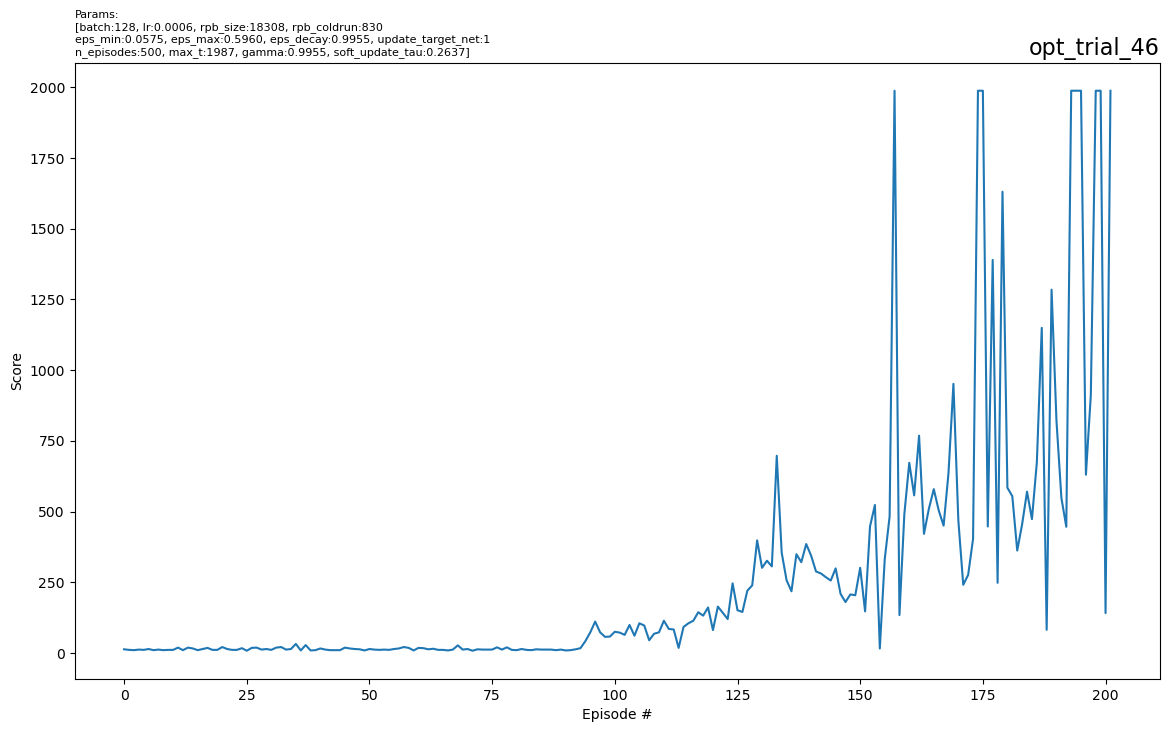 Params:
[batch:128, lr:0.0006, rpb_size:18308, rpb_coldrun:830
eps_min:0.0575, eps_max:0.5960, eps_decay:0.9955, update_target_net:1
n_episodes:500, max_t:1987, gamma:0.9955, soft_update_tau:0.2637]
opt_trial_46
2000
1750
1500
1250
1000
750
500
250
0
Score
0 25 50 75 100 125 150 175 200
Episode #